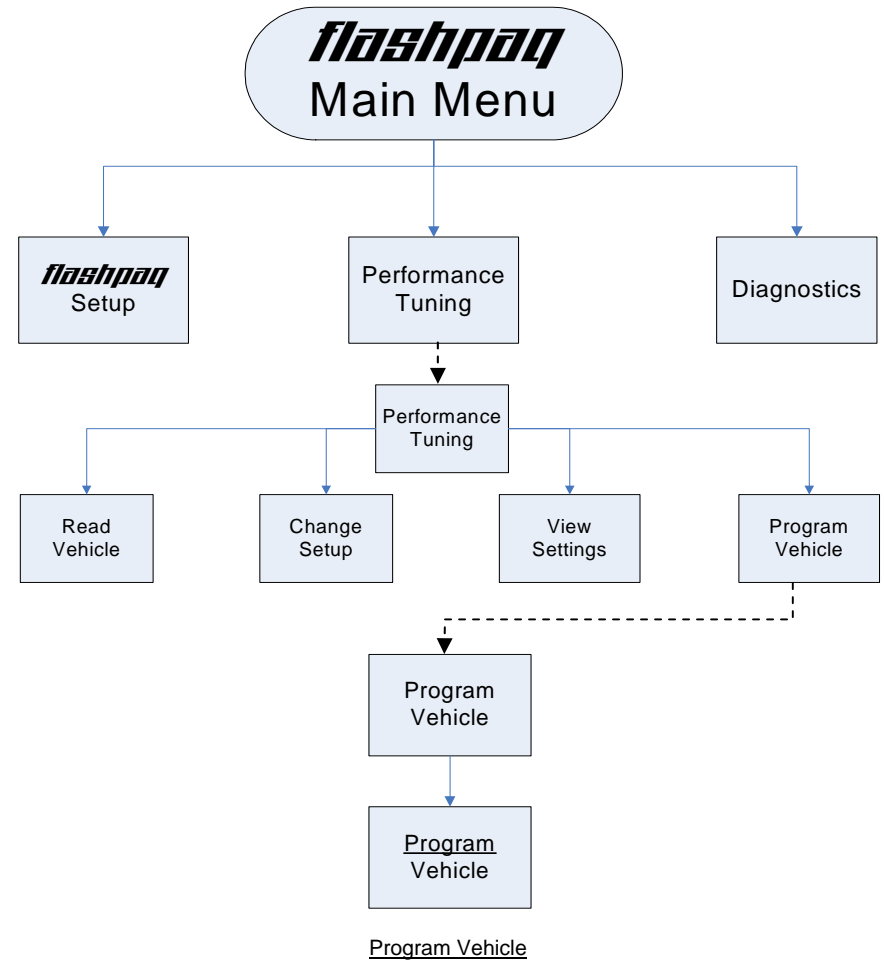 flashpaq
Main Menu
flashpaq
Setup
Performance
Tuning
Diagnostics
Performance
Tuning
Read
Vehicle
Change
Setup
View
Settings
Program
Vehicle
Program
Vehicle
Program
Vehicle
Program Vehicle